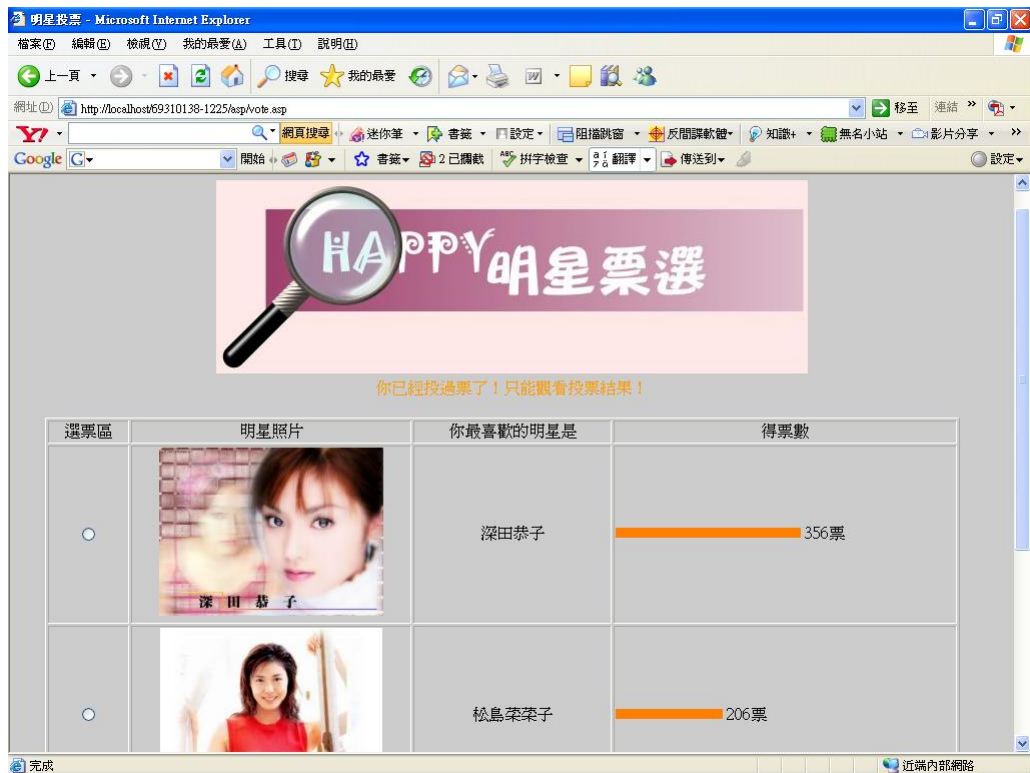 明星投票 - Microsoft Internet Explorer
檔案(F) 編輯(E) 檢視(V) 我的最愛(A) 工具(T) 說明(H)
上一頁 搜尋 我的最愛
網址(D) http://localhost/69310138-1225/asp/vote.asp 移至 連結 »
Y7 網頁搜尋 迷你筆 書籤 設定 阻擋跳窗 反間諜軟體 知識+ 無名小站 影片分享 »
Google G 開始 書籤 2 已攔截 ABC 拼字檢查 翻譯 傳送到 設定
HAPPY明星票選
你已經投過票了！只能觀看投票結果！
選票區 明星照片 你最喜歡的明星是 得票數
深田恭子
深田恭子 356票
松島菜菜子 206票
完成 近端內部網路